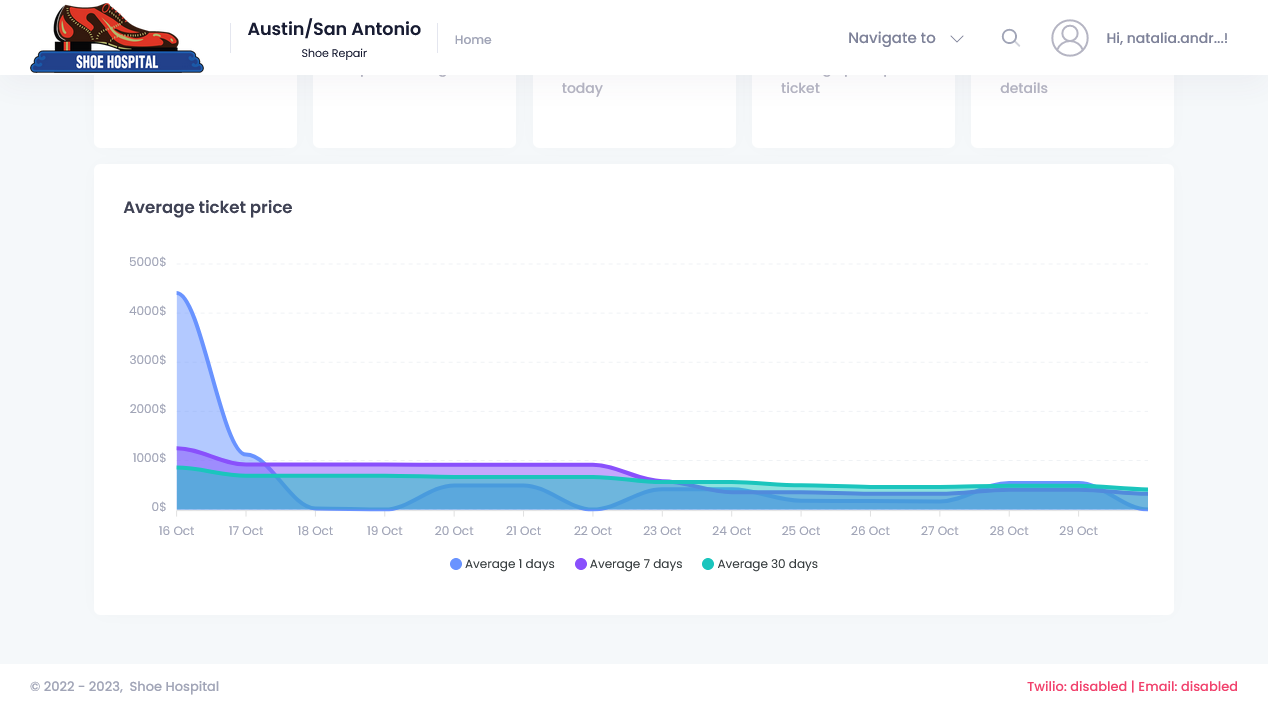 SHOE HOSPITAL
Austin/San Antonio
Shoe Repair
Home
Navigate to
Hi, natalia.andr...!
today
ticket
details
Average ticket price
5000$
4000$
3000$
2000$
1000$
0$
16 Oct 17 Oct 18 Oct 19 Oct 20 Oct 21 Oct 22 Oct 23 Oct 24 Oct 25 Oct 26 Oct 27 Oct 28 Oct 29 Oct
Average 1 days Average 7 days Average 30 days
© 2022 - 2023, Shoe Hospital
Twilio: disabled | Email: disabled